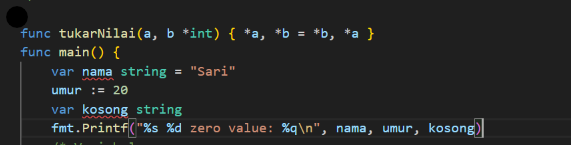 func tukarNilai(a, b *int) { *a, *b = *b, *a }
func main() {
var nama string = "Sari"
umur := 20
var kosong string
fmt.Printf("%s %d zero value: %q\n", nama, umur, kosong)